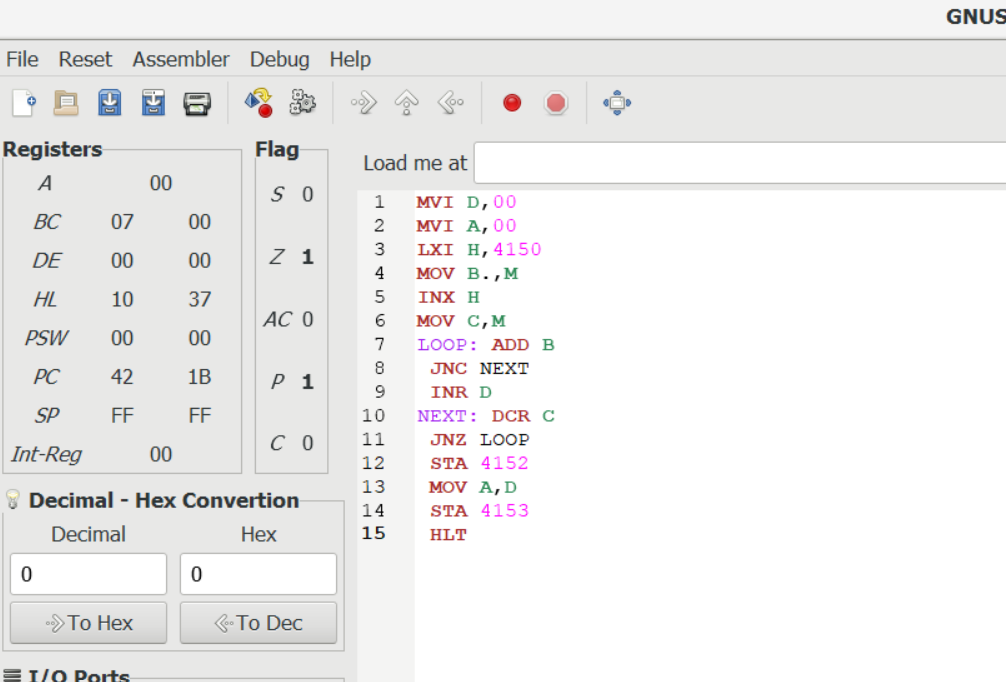 GNUS
File Reset Assembler Debug Help
Registers
A 00
BC 07 00
DE 00 00
HL 10 37
PSW 00 00
PC 42 1B
SP FF FF
Int-Reg 00
Flag
S 0
Z 1
AC 0
P 1
C 0
Decimal - Hex Convertion
Decimal Hex
0 0
To Hex To Dec
I/O Ports
Load me at
1 MVI D,00
2 MVI A,00
3 LXI H,4150
4 MOV B.,M
5 INX H
6 MOV C,M
7 LOOP: ADD B
8 JNC NEXT
9 INR D
10 NEXT: DCR C
11 JNZ LOOP
12 STA 4152
13 MOV A,D
14 STA 4153
15 HLT